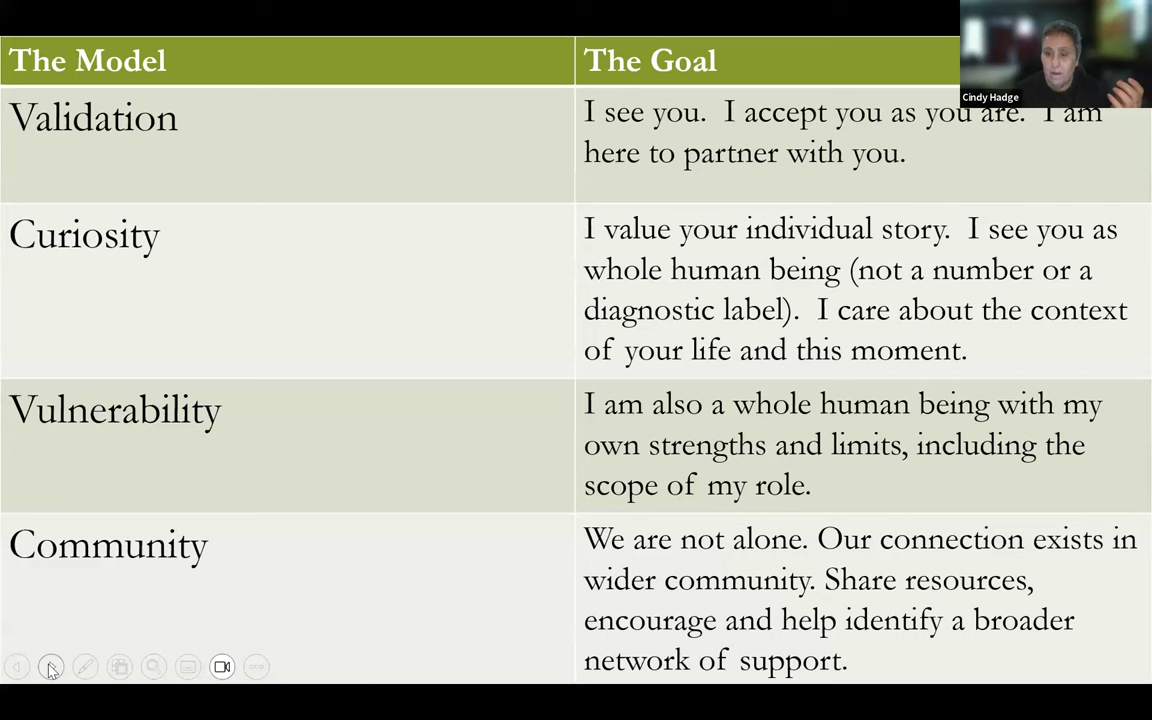 The Model
The Goal
Cindy Hadge
Validation
I see you.  I accept you as you are.  I am
here to partner with you.
Curiosity
I value your individual story.  I see you as
whole human being (not a number or a
diagnostic label).  I care about the context
of your life and this moment.
Vulnerability
I am also a whole human being with my
own strengths and limits, including the
scope of my role.
Community
We are not alone. Our connection exists in
wider community. Share resources,
encourage and help identify a broader
network of support.